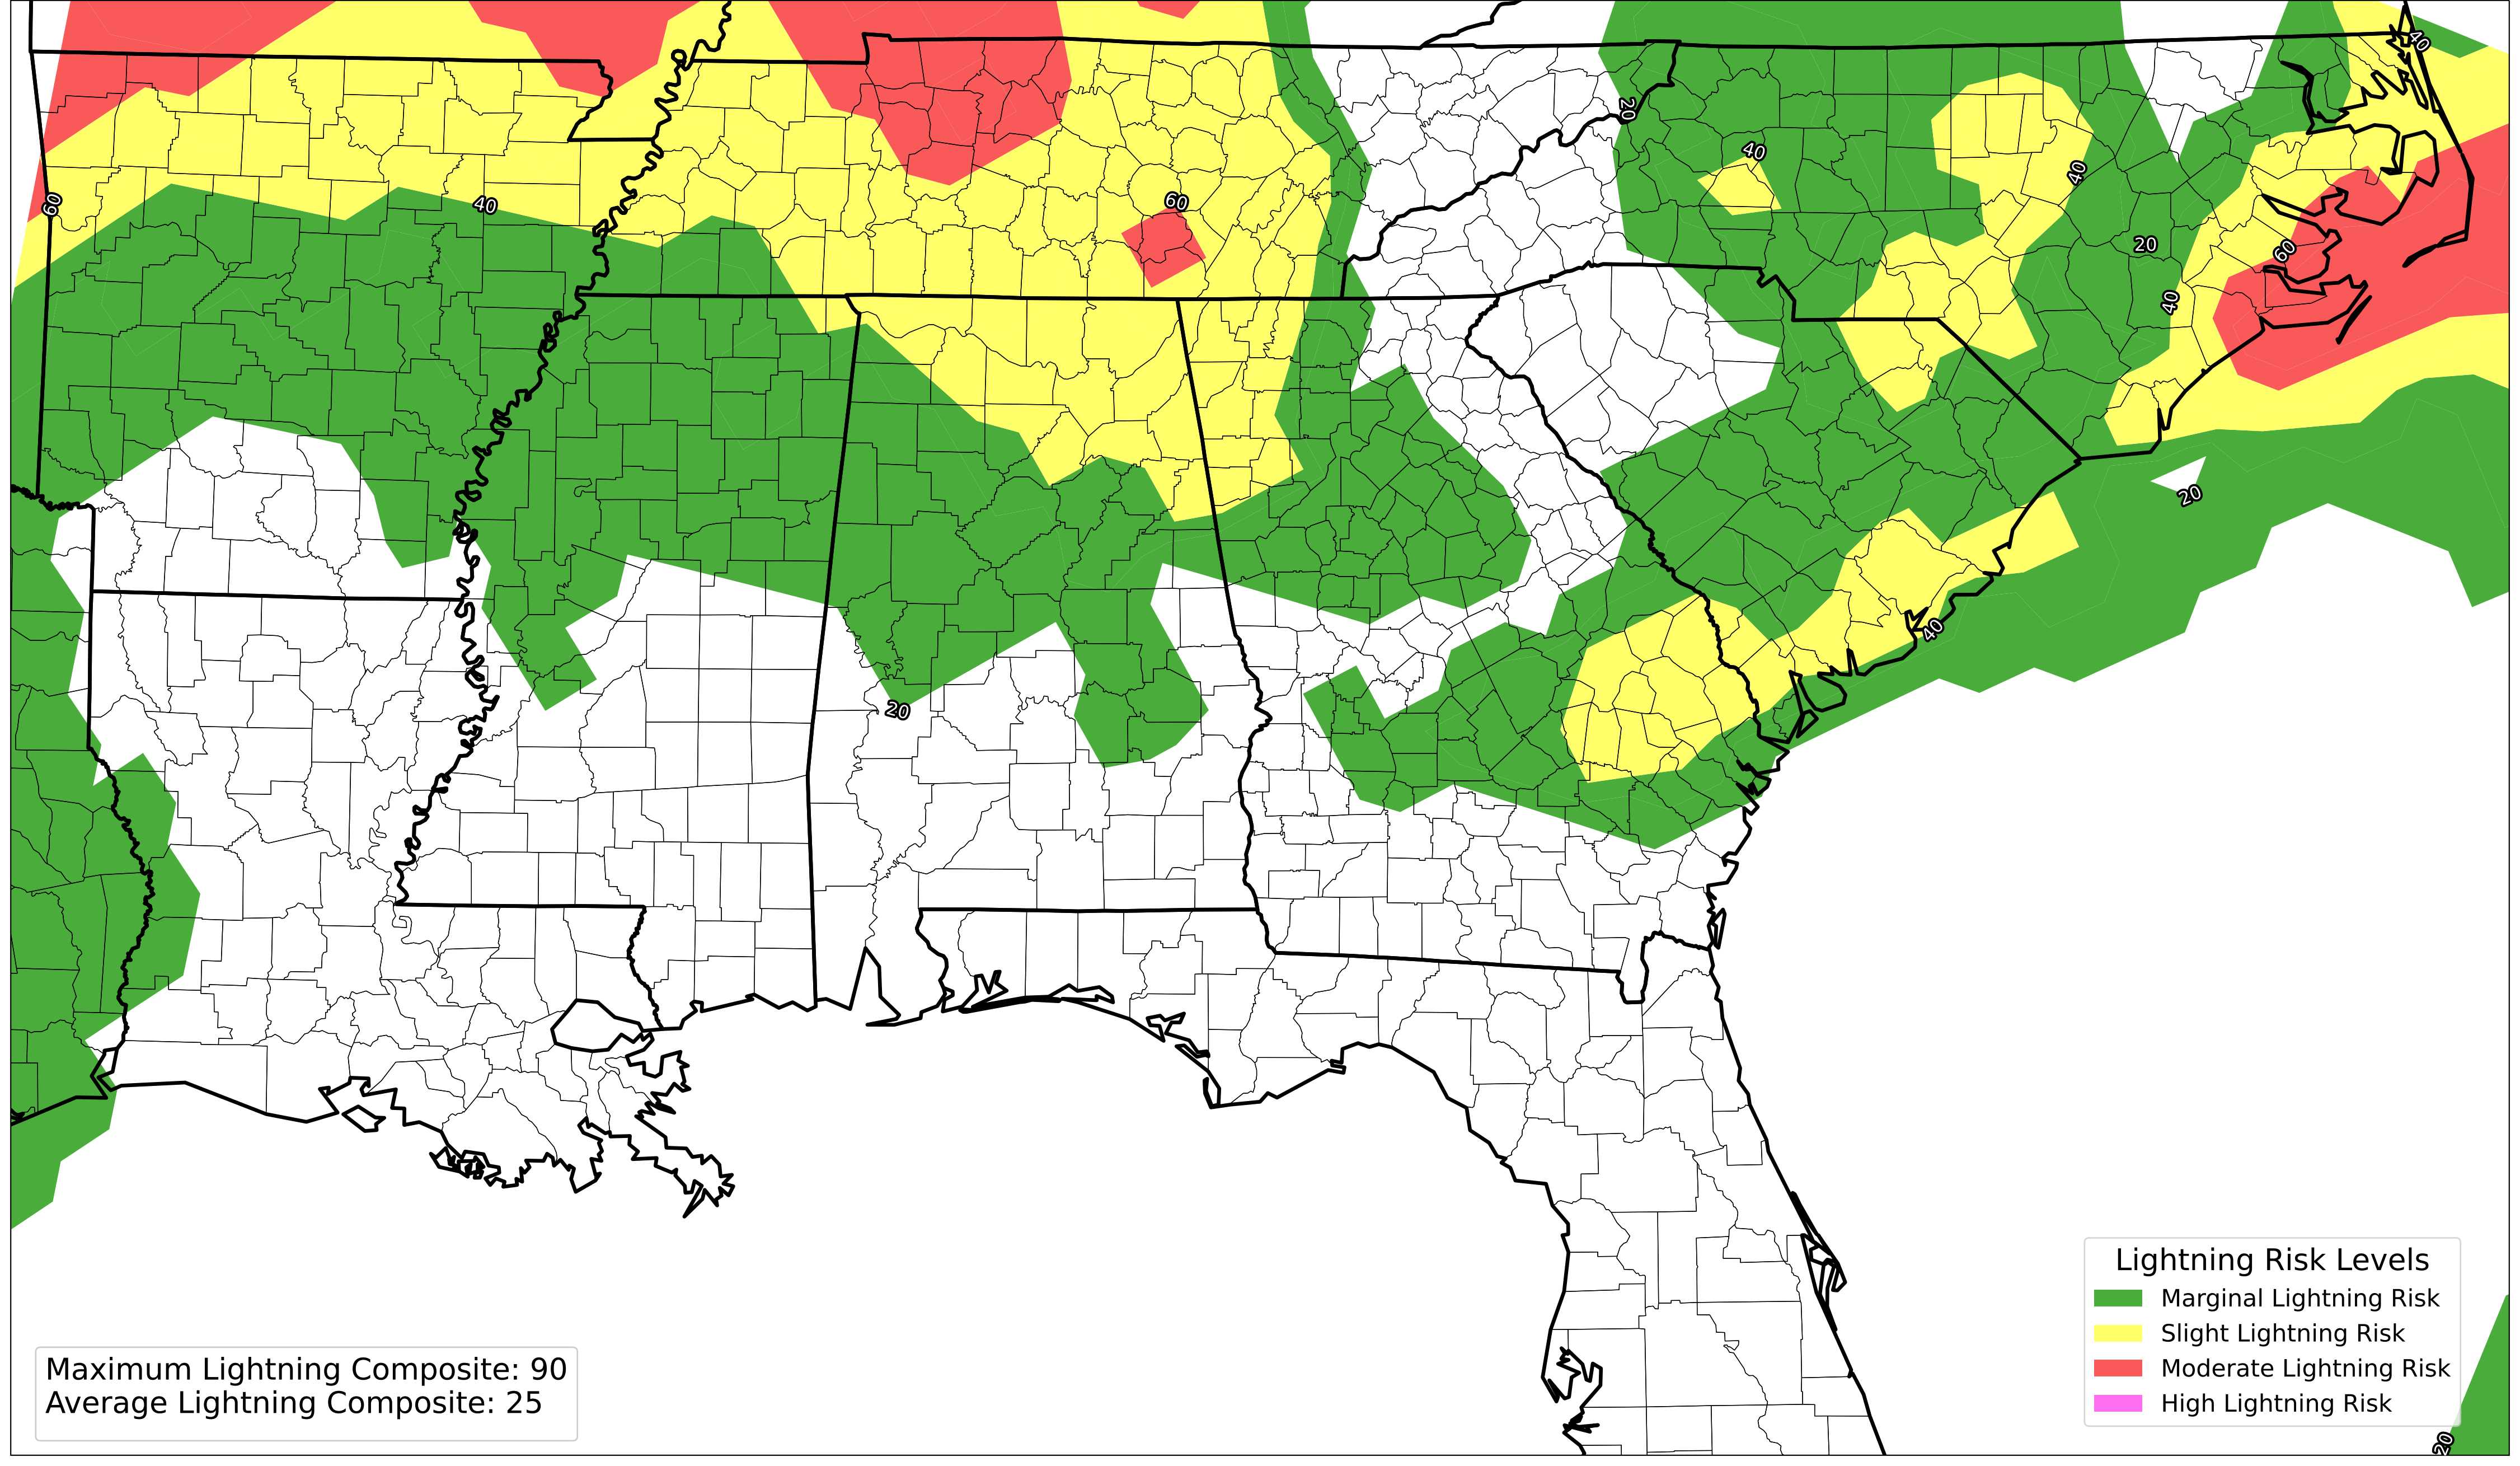 40
20
40
40
60
40
60
20
60
40
20
40
20
Lightning Risk Levels
Marginal Lightning Risk
Slight Lightning Risk
Moderate Lightning Risk
High Lightning Risk
Maximum Lightning Composite: 90
Average Lightning Composite: 25
20